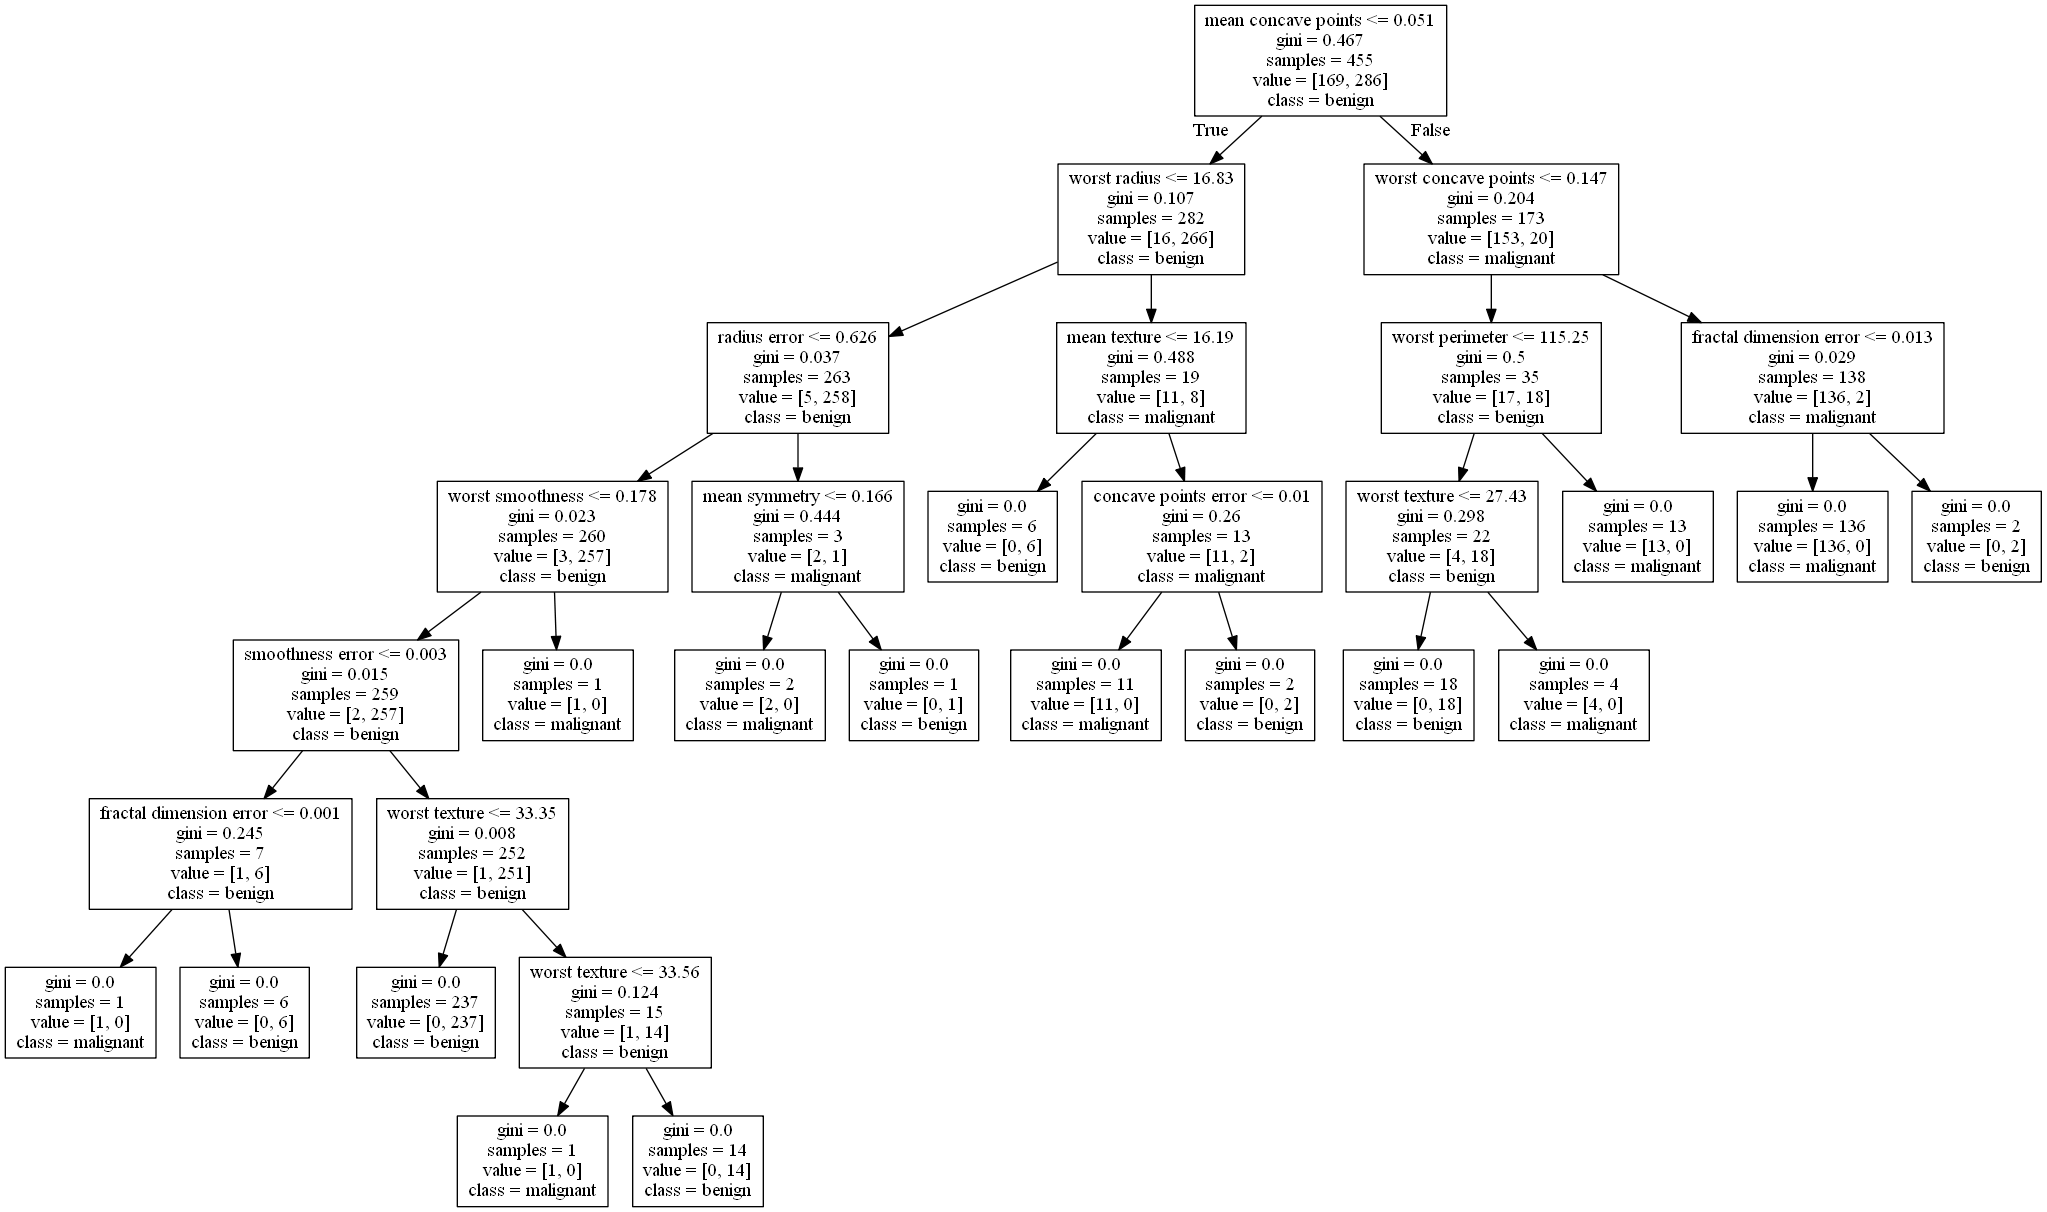 mean concave points <= 0.051
gini = 0.467
samples = 455
value = [169, 286]
class = benign
True
False
worst radius <= 16.83
gini = 0.107
samples = 282
value = [16, 266]
class = benign
worst concave points <= 0.147
gini = 0.204
samples = 173
value = [153, 20]
class = malignant
radius error <= 0.626
gini = 0.037
samples = 263
value = [5, 258]
class = benign
mean texture <= 16.19
gini = 0.488
samples = 19
value = [11, 8]
class = malignant
worst perimeter <= 115.25
gini = 0.5
samples = 35
value = [17, 18]
class = benign
fractal dimension error <= 0.013
gini = 0.029
samples = 138
value = [136, 2]
class = malignant
worst smoothness <= 0.178
gini = 0.023
samples = 260
value = [3, 257]
class = benign
mean symmetry <= 0.166
gini = 0.444
samples = 3
value = [2, 1]
class = malignant
gini = 0.0
samples = 6
value = [0, 6]
class = benign
concave points error <= 0.01
gini = 0.26
samples = 13
value = [11, 2]
class = malignant
worst texture <= 27.43
gini = 0.298
samples = 22
value = [4, 18]
class = benign
gini = 0.0
samples = 13
value = [13, 0]
class = malignant
gini = 0.0
samples = 136
value = [136, 0]
class = malignant
gini = 0.0
samples = 2
value = [0, 2]
class = benign
smoothness error <= 0.003
gini = 0.015
samples = 259
value = [2, 257]
class = benign
gini = 0.0
samples = 1
value = [1, 0]
class = malignant
gini = 0.0
samples = 2
value = [2, 0]
class = malignant
gini = 0.0
samples = 1
value = [0, 1]
class = benign
gini = 0.0
samples = 11
value = [11, 0]
class = malignant
gini = 0.0
samples = 2
value = [0, 2]
class = benign
gini = 0.0
samples = 18
value = [0, 18]
class = benign
gini = 0.0
samples = 4
value = [4, 0]
class = malignant
fractal dimension error <= 0.001
gini = 0.245
samples = 7
value = [1, 6]
class = benign
worst texture <= 33.35
gini = 0.008
samples = 252
value = [1, 251]
class = benign
gini = 0.0
samples = 1
value = [1, 0]
class = malignant
gini = 0.0
samples = 6
value = [0, 6]
class = benign
gini = 0.0
samples = 237
value = [0, 237]
class = benign
worst texture <= 33.56
gini = 0.124
samples = 15
value = [1, 14]
class = benign
gini = 0.0
samples = 1
value = [1, 0]
class = malignant
gini = 0.0
samples = 14
value = [0, 14]
class = benign